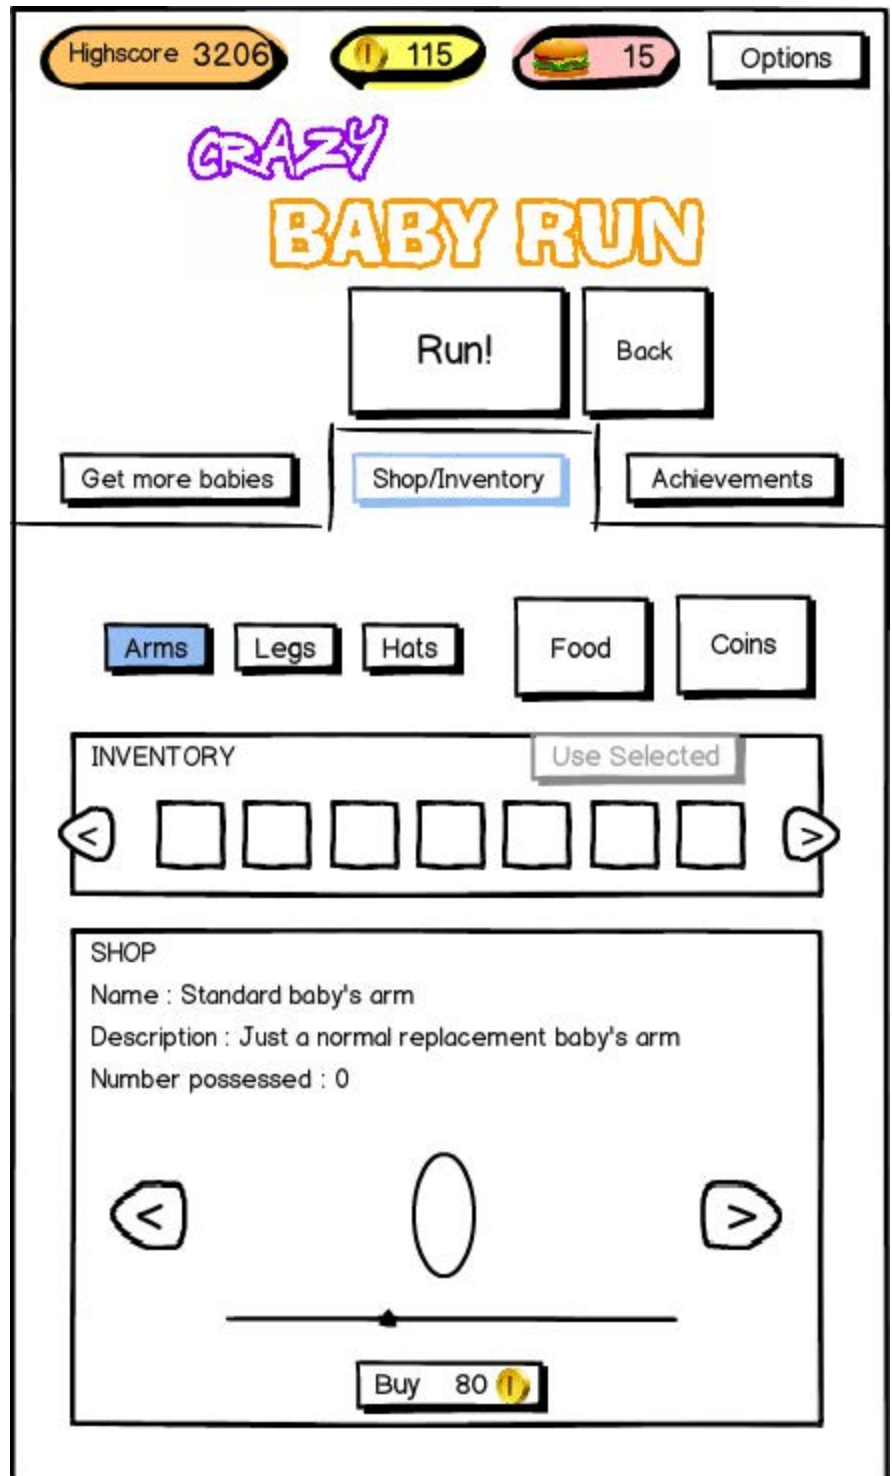 Highscore 3206 115 15 Options
CRAZY
BABY RUN
Run! Back
Get more babies Shop/Inventory Achievements
Arms Legs Hats Food Coins
INVENTORY Use Selected
< >
SHOP
Name : Standard baby's arm
Description : Just a normal replacement baby's arm
Number possessed : 0
< >
Buy 80